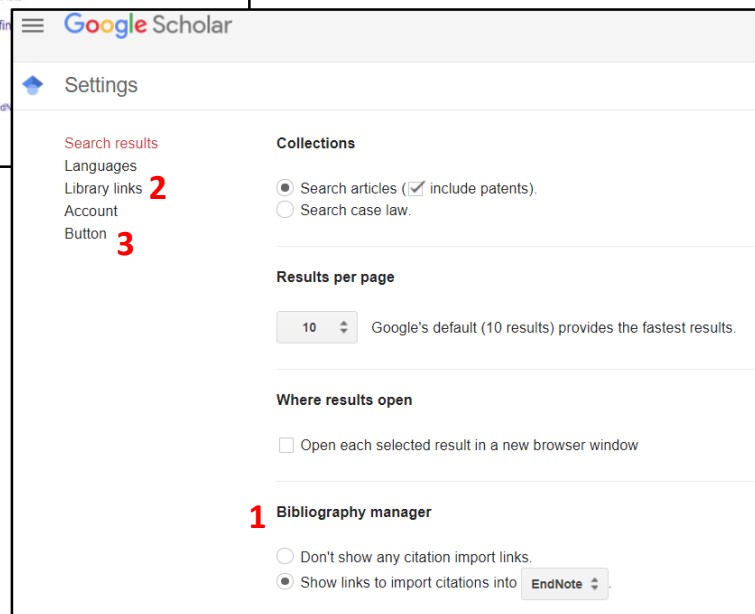 Google Scholar
Settings
Search results
Languages
Library links 2
Account
Button 3
Collections
Search articles (include patents).
Search case law.
Results per page
10 Google's default (10 results) provides the fastest results.
Where results open
Open each selected result in a new browser window
1 Bibliography manager
Don't show any citation import links.
Show links to import citations into EndNote .